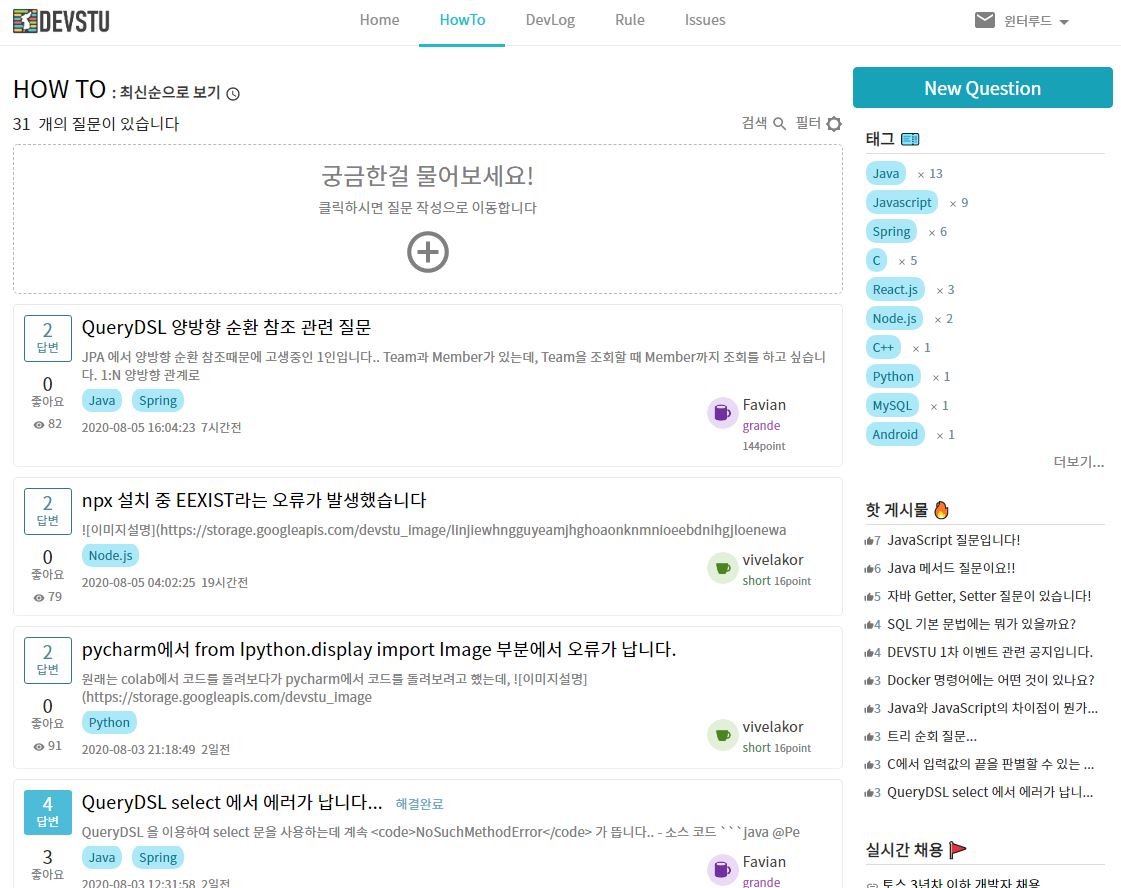 DEVSTU
Home HowTo DevLog Rule Issues
윈터루드
HOW TO : 최신순으로 보기
31 개의 질문이 있습니다
검색 필터
궁금한걸 물어보세요!
클릭하시면 질문 작성으로 이동합니다
2
답변
0
좋아요
82
QueryDSL 양방향 순환 참조 관련 질문
JPA 에서 양방향 순환 참조때문에 고생중인 1인입니다.. Team과 Member가 있는데, Team을 조회할 때 Member까지 조회를 하고 싶습니
다. 1:N 양방향 관계로
Java Spring
2020-08-05 16:04:23 7시간전
Favian
grande
144point
2
답변
0
좋아요
79
npx 설치 중 EEXIST라는 오류가 발생했습니다
![이미지설명](https://storage.googleapis.com/devstu_image/linjiewhngguyeamjhghoaonknmnioeebdnihgjloenewa
Node.js
2020-08-05 04:02:25 19시간전
vivelakor
short 16point
2
답변
0
좋아요
91
pycharm에서 from Ipython.display import Image 부분에서 오류가 납니다.
원래는 colab에서 코드를 돌려보다가 pycharm에서 코드를 돌려보려고 했는데, ![이미지설명]
(https://storage.googleapis.com/devstu_image
Python
2020-08-03 21:18:49 2일전
vivelakor
short 16point
4
답변
3
좋아요
QueryDSL select 에서 에러가 납니다... 해결완료
QueryDSL 을 이용하여 select 문을 사용하는데 계속 <code>NoSuchMethodError</code> 가 뜹니다.. - 소스 코드 ```java @Pe
Java Spring
2020-08-03 12:31:58 2일전
Favian
grande
New Question
태그
Java × 13
Javascript × 9
Spring × 6
C × 5
React.js × 3
Node.js × 2
C++ × 1
Python × 1
MySQL × 1
Android × 1
더보기...
핫 게시물
7 JavaScript 질문입니다!
6 Java 메서드 질문이요!!
5 자바 Getter, Setter 질문이 있습니다!
4 SQL 기본 문법에는 뭐가 있을까요?
4 DEVSTU 1차 이벤트 관련 공지입니다.
3 Docker 명령어에는 어떤 것이 있나요?
3 Java와 JavaScript의 차이점이 뭔가...
3 트리 순회 질문...
3 C에서 입력값의 끝을 판별할 수 있는 ...
3 QueryDSL select 에서 에러가 납니...
실시간 채용
토스 3년차 이하 개발자 채용